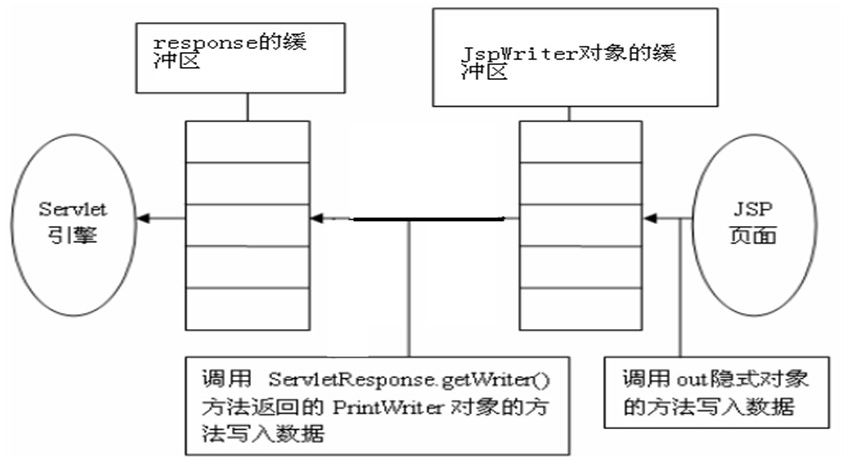 response的缓
冲区
JspWriter对象的缓
冲区
Servlet
引擎
JSP
页面
调用 ServletResponse.getWriter()
方法返回的 PrintWriter 对象的方
法写入数据
调用 out隐式对象
的方法写入数据